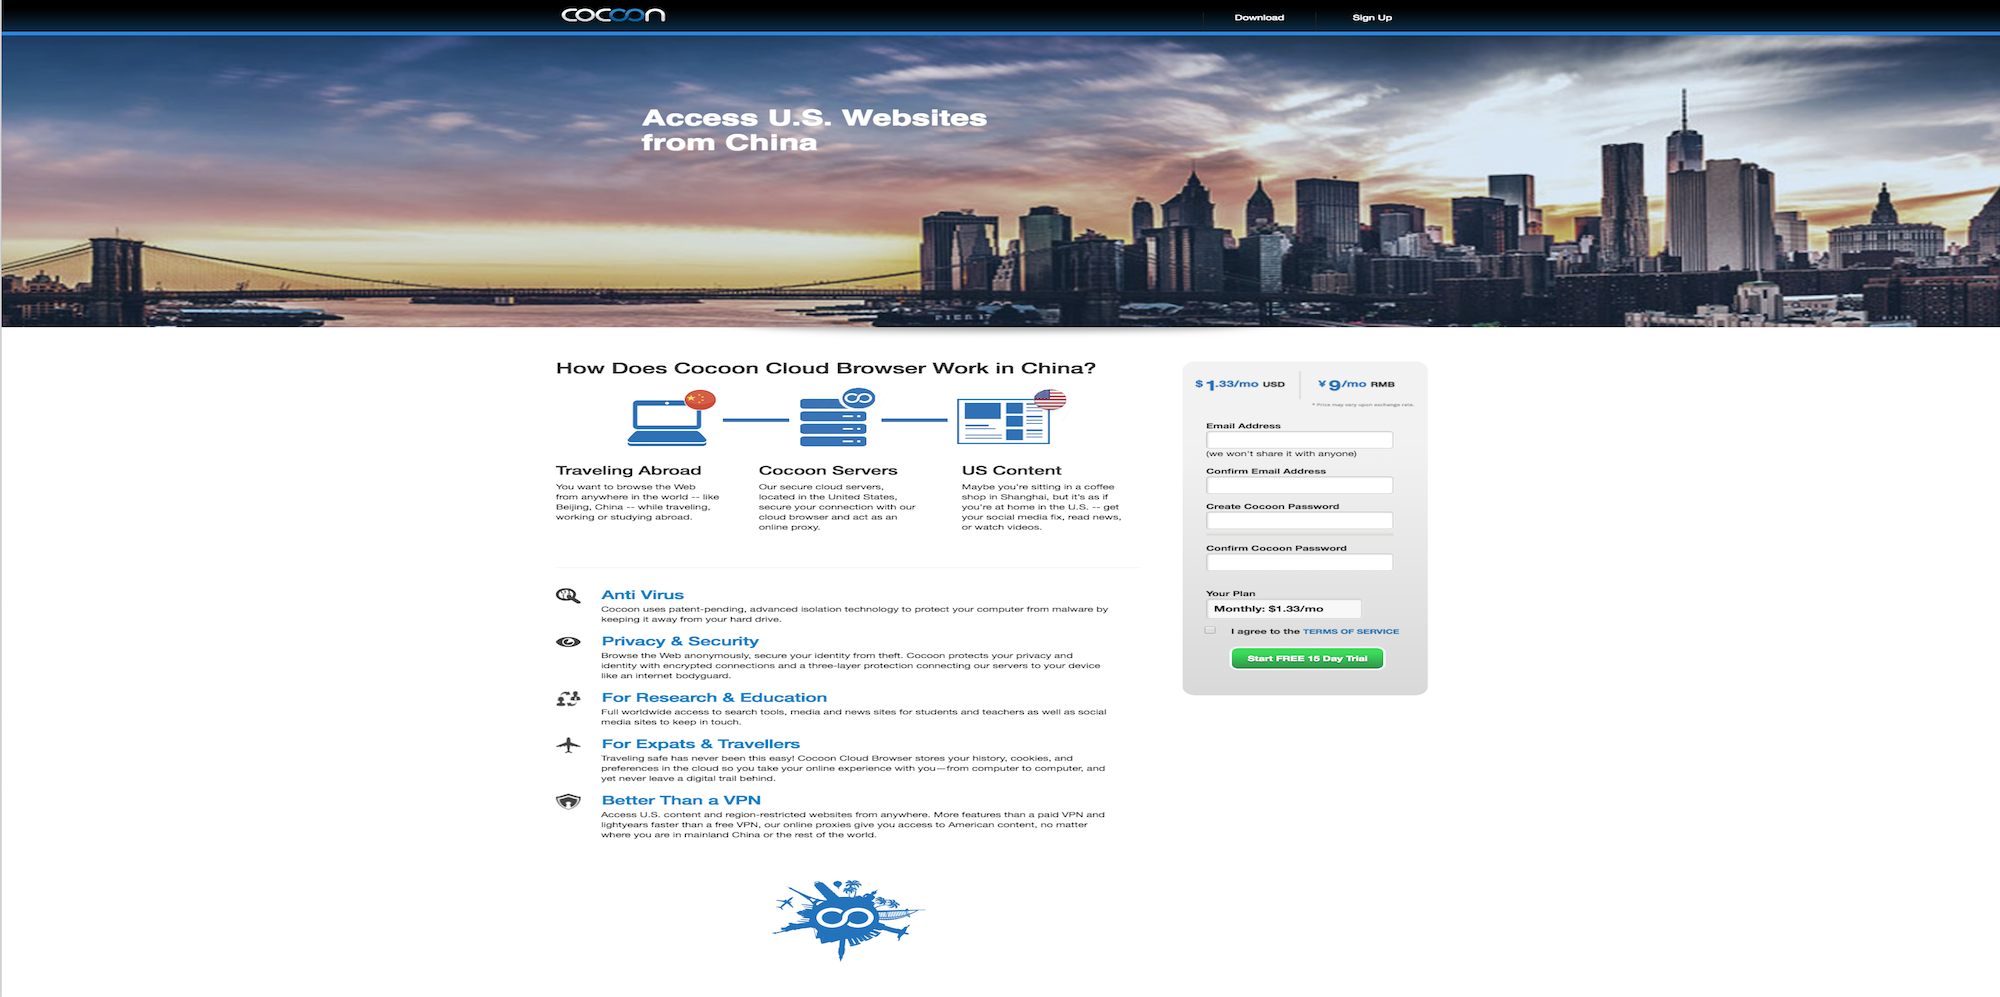 cocoon
Download
Sign Up
Access U.S. Websites
from China
PIER 17
How Does Cocoon Cloud Browser Work in China?
Traveling Abroad
You want to browse the Web
from anywhere in the world -- like
Beijing, China -- while traveling,
working or studying abroad.
Cocoon Servers
Our secure cloud servers,
located in the United States,
secure your connection with our
cloud browser and act as an
online proxy.
US Content
Maybe you're sitting in a coffee
shop in Shanghai, but it's as if
you're at home in the U.S. -- get
your social media fix, read news,
or watch videos.
Anti Virus
Cocoon uses patent-pending, advanced isolation technology to protect your computer from malware by
keeping it away from your hard drive.
Privacy & Security
Browse the Web anonymously, secure your identity from theft. Cocoon protects your privacy and
identity with encrypted connections and a three-layer protection connecting our servers to your device
like an internet bodyguard.
For Research & Education
Full worldwide access to search tools, media and news sites for students and teachers as well as social
media sites to keep in touch.
For Expats & Travellers
Traveling safe has never been this easy! Cocoon Cloud Browser stores your history, cookies, and
preferences in the cloud so you take your online experience with you—from computer to computer, and
yet never leave a digital trail behind.
Better Than a VPN
Access U.S. content and region-restricted websites from anywhere. More features than a paid VPN and
lightyears faster than a free VPN, our online proxies give you access to American content, no matter
where you are in mainland China or the rest of the world.
$1.33/mo USD
¥9/mo RMB
* Price may vary upon exchange rate.
Email Address
(we won't share it with anyone)
Confirm Email Address
Create Cocoon Password
Confirm Cocoon Password
Your Plan
Monthly: $1.33/mo
I agree to the TERMS OF SERVICE
Start FREE 15 Day Trial